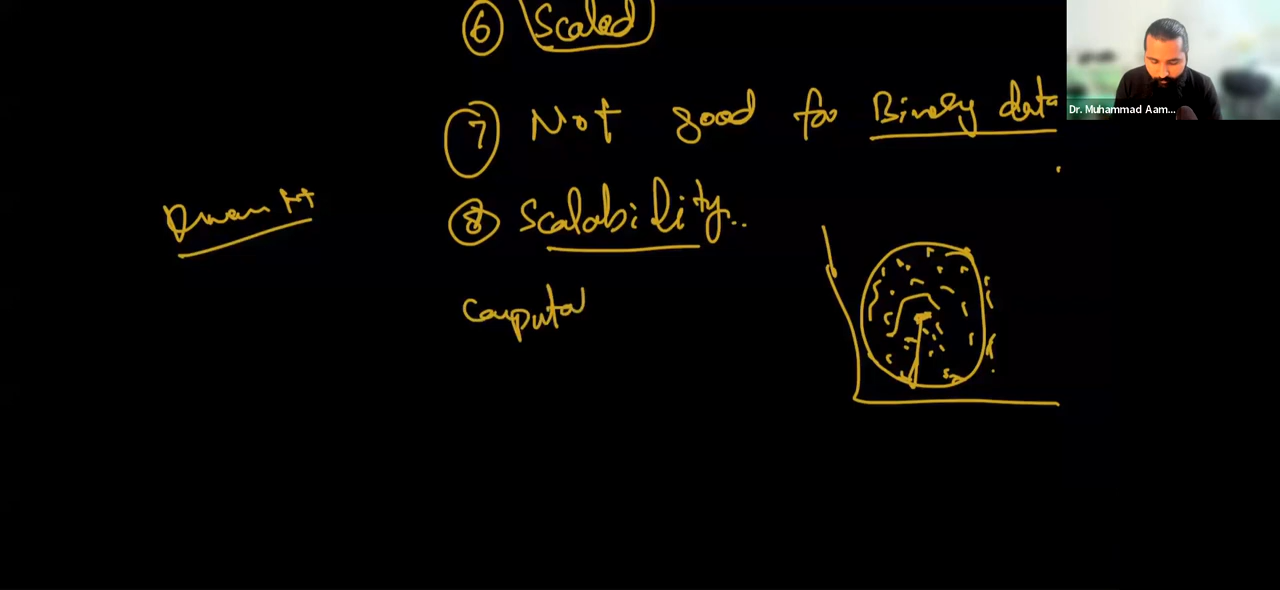 ⑥ Scaled
⑦ Not good for Binary data
Dr. Muhammad Aam...
⑧ Scalability..
Computa